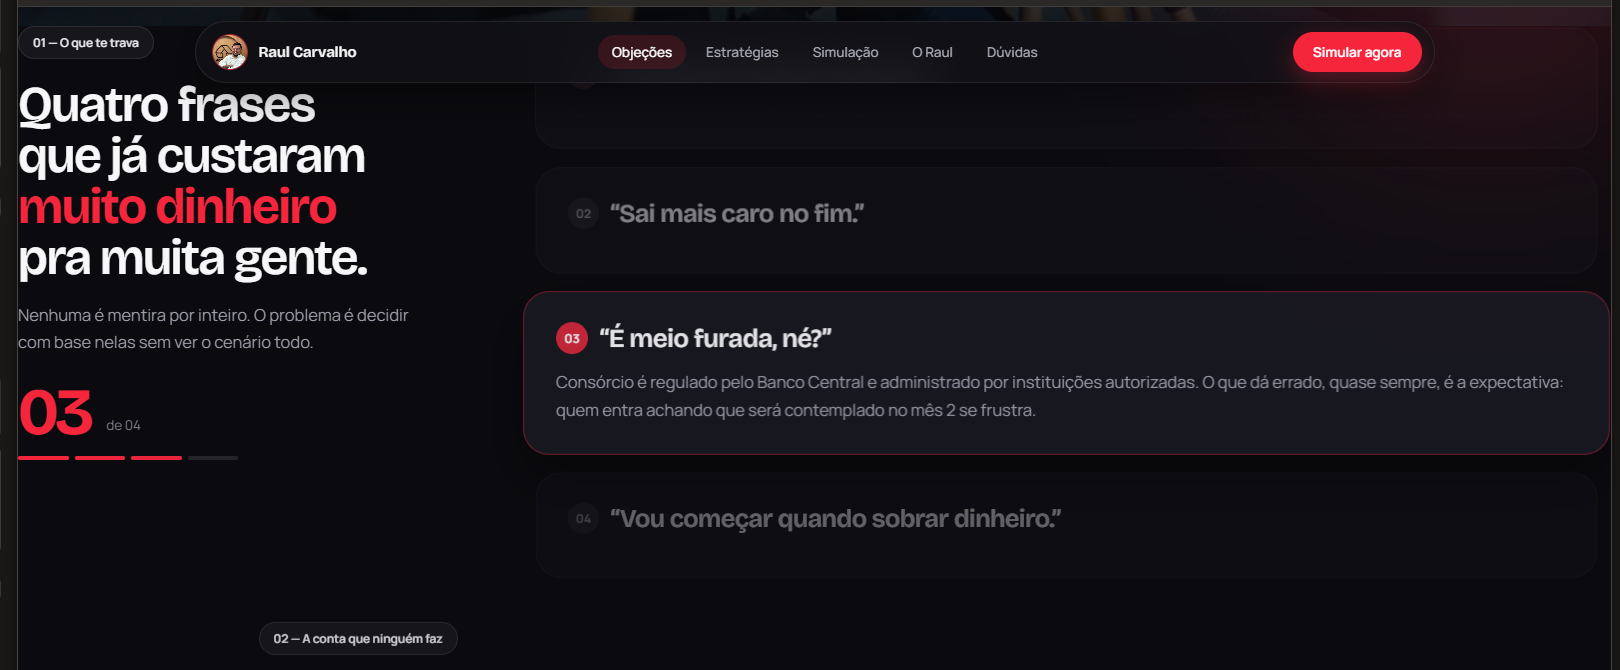 01 — O que te trava
Raul Carvalho
Objeções
Estratégias
Simulação
O Raul
Dúvidas
Simular agora
Quatro frases
que já custaram
muito dinheiro
pra muita gente.
Nenhuma é mentira por inteiro. O problema é decidir
com base nelas sem ver o cenário todo.
03 de 04
02 “Sai mais caro no fim.”
03 “É meio furada, né?”
Consórcio é regulado pelo Banco Central e administrado por instituições autorizadas. O que dá errado, quase sempre, é a expectativa:
quem entra achando que será contemplado no mês 2 se frustra.
04 “Vou começar quando sobrar dinheiro.”
02 — A conta que ninguém faz